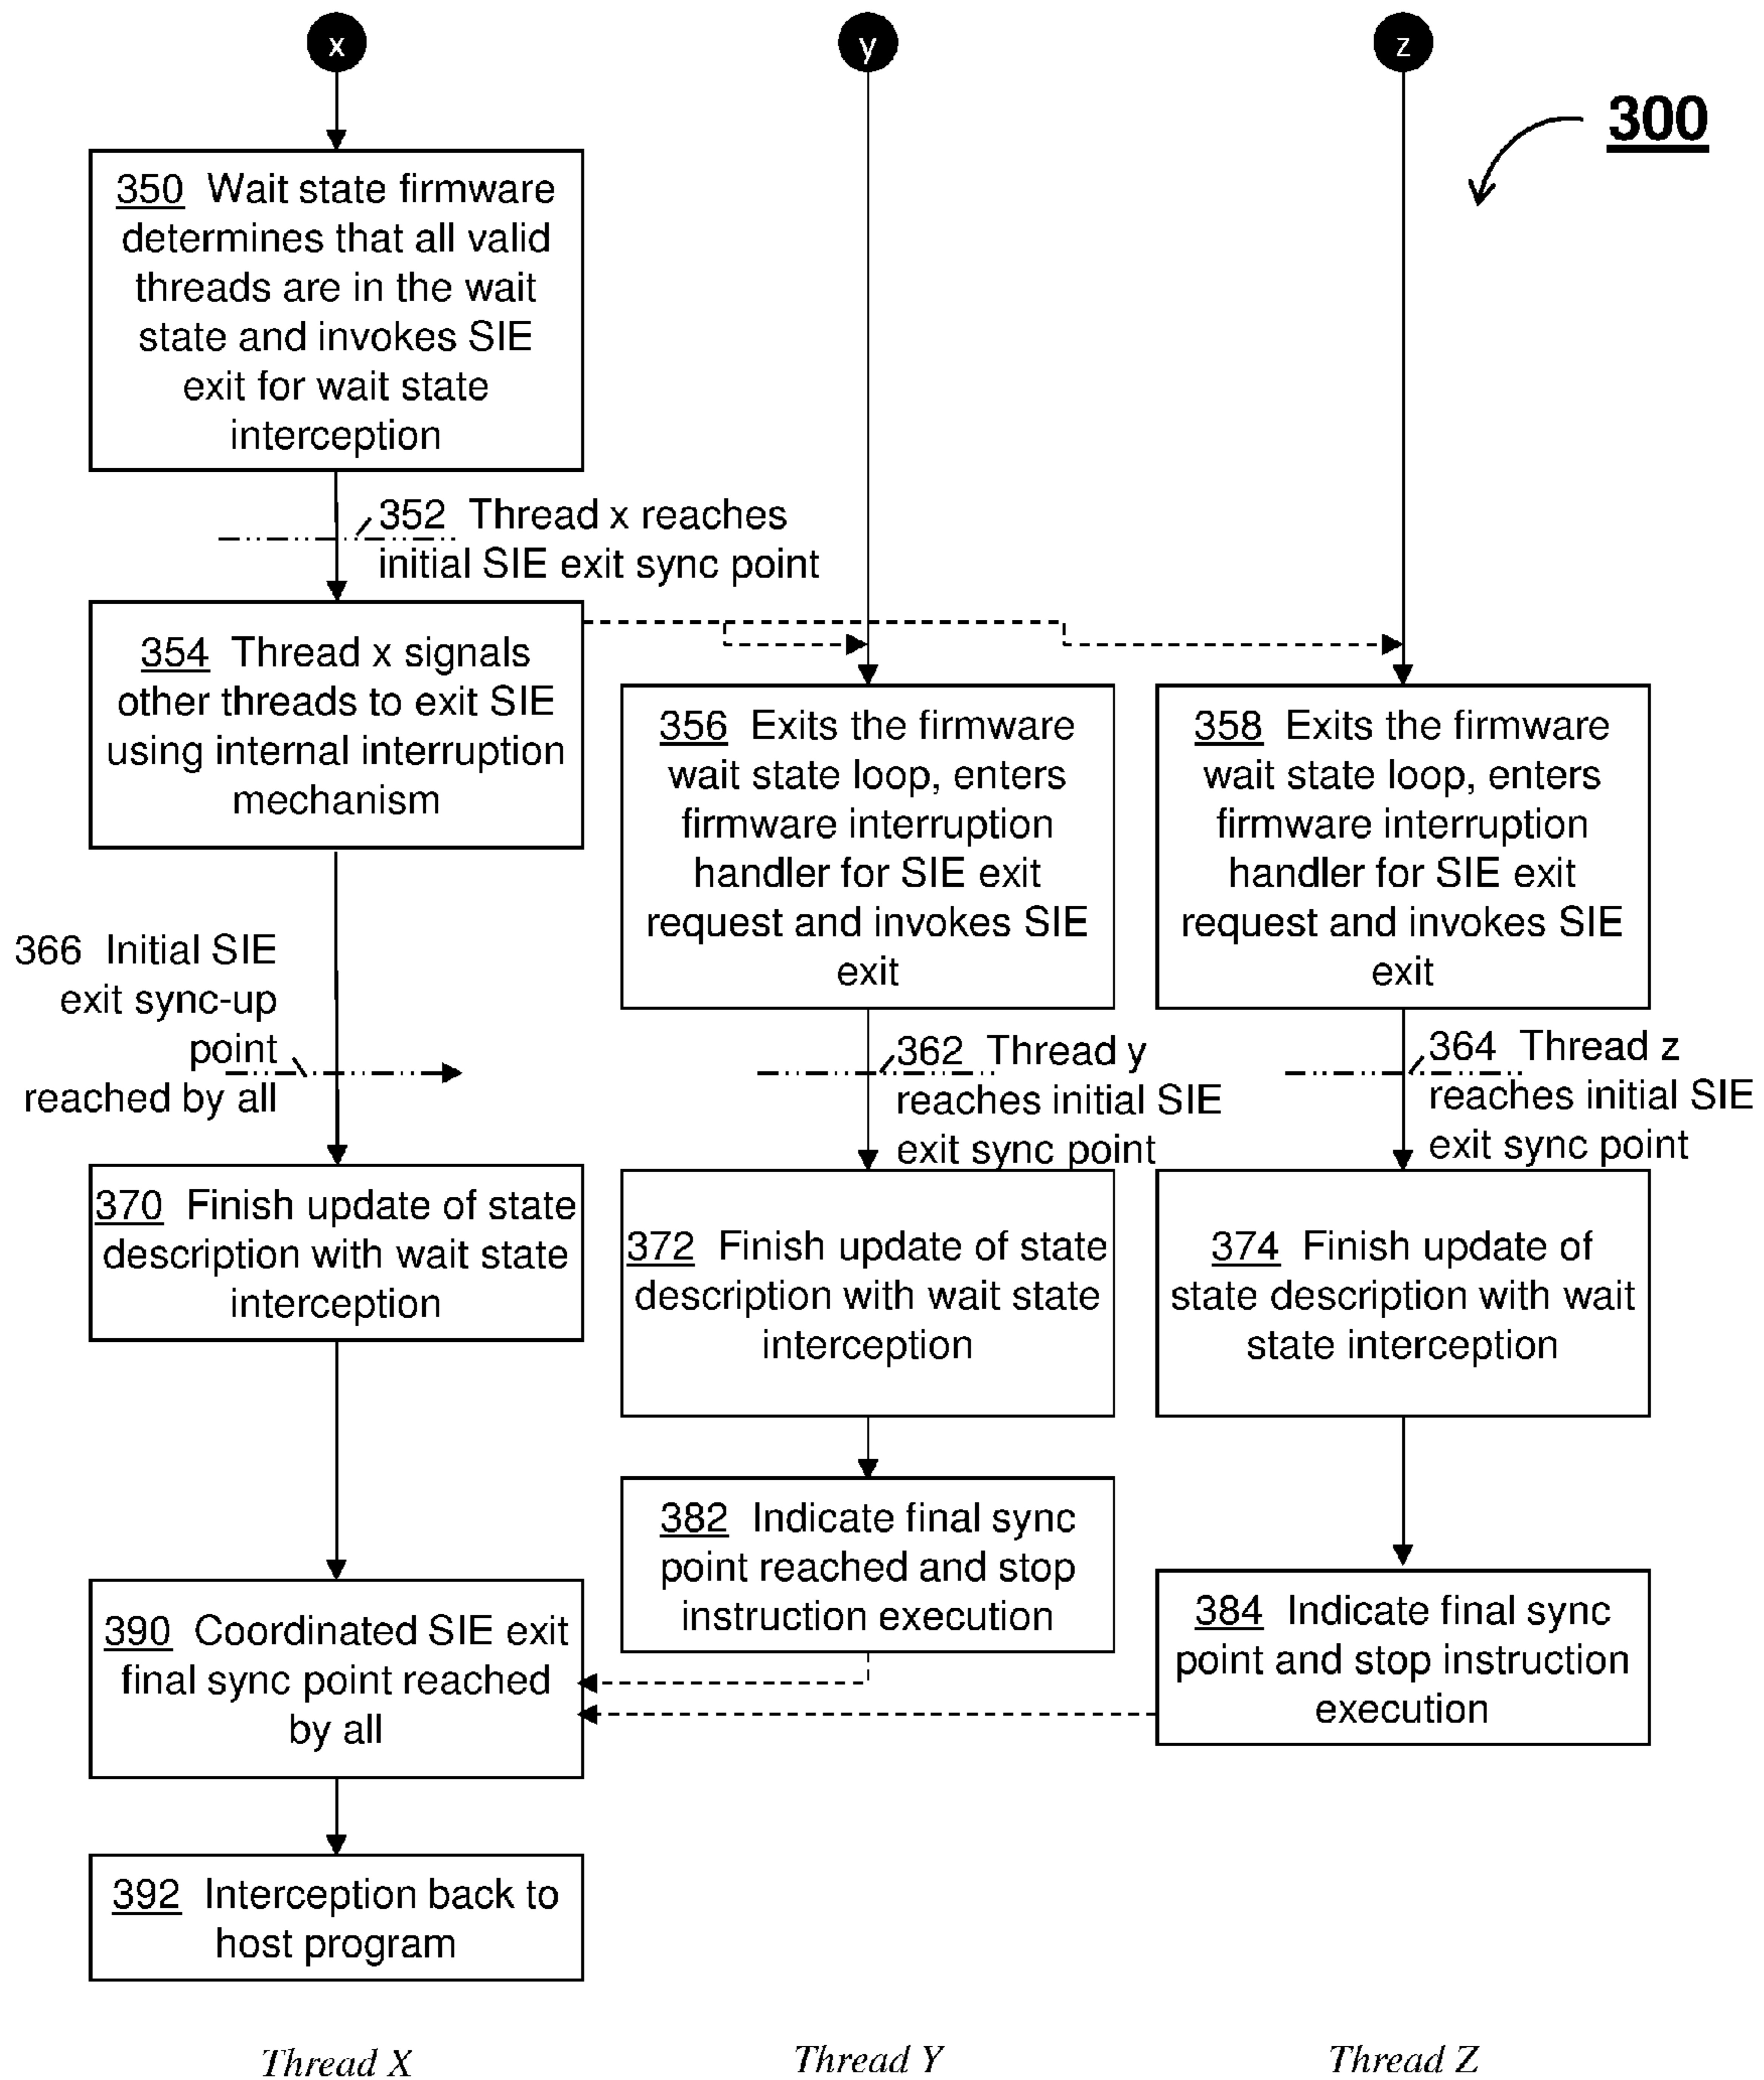 x
y
z
300
350 Wait state firmware
determines that all valid
threads are in the wait
state and invokes SIE
exit for wait state
interception
352 Thread x reaches
initial SIE exit sync point
354 Thread x signals
other threads to exit SIE
using internal interruption
mechanism
356 Exits the firmware
wait state loop, enters
firmware interruption
handler for SIE exit
request and invokes SIE
exit
358 Exits the firmware
wait state loop, enters
firmware interruption
handler for SIE exit
request and invokes SIE
exit
366 Initial SIE
exit sync-up
point
reached by all
362 Thread y
reaches initial SIE
exit sync point
364 Thread z
reaches initial SIE
exit sync point
370 Finish update of state
description with wait state
interception
372 Finish update of state
description with wait state
interception
374 Finish update of
state description with wait
state interception
382 Indicate final sync
point reached and stop
instruction execution
384 Indicate final sync
point and stop instruction
execution
390 Coordinated SIE exit
final sync point reached
by all
392 Interception back to
host program
Thread X
Thread Y
Thread Z